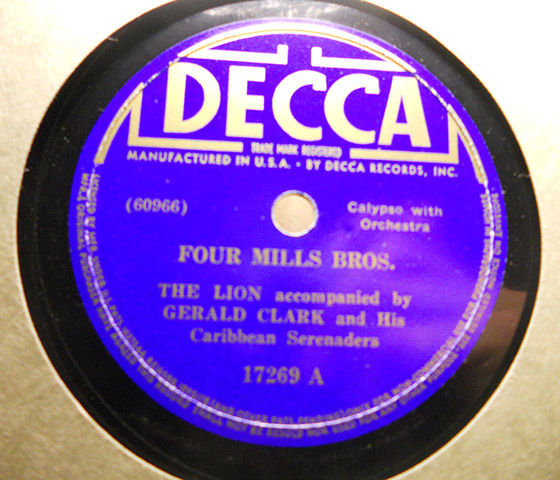 DECCA
TRADE MARK REGISTERED
MANUFACTURED IN U.S.A. • BY DECCA RECORDS, INC.
(60966)
Calypso with
Orchestra
FOUR MILLS BROS.
THE LION accompanied by
GERALD CLARK and His
Caribbean Serenaders
17269 A